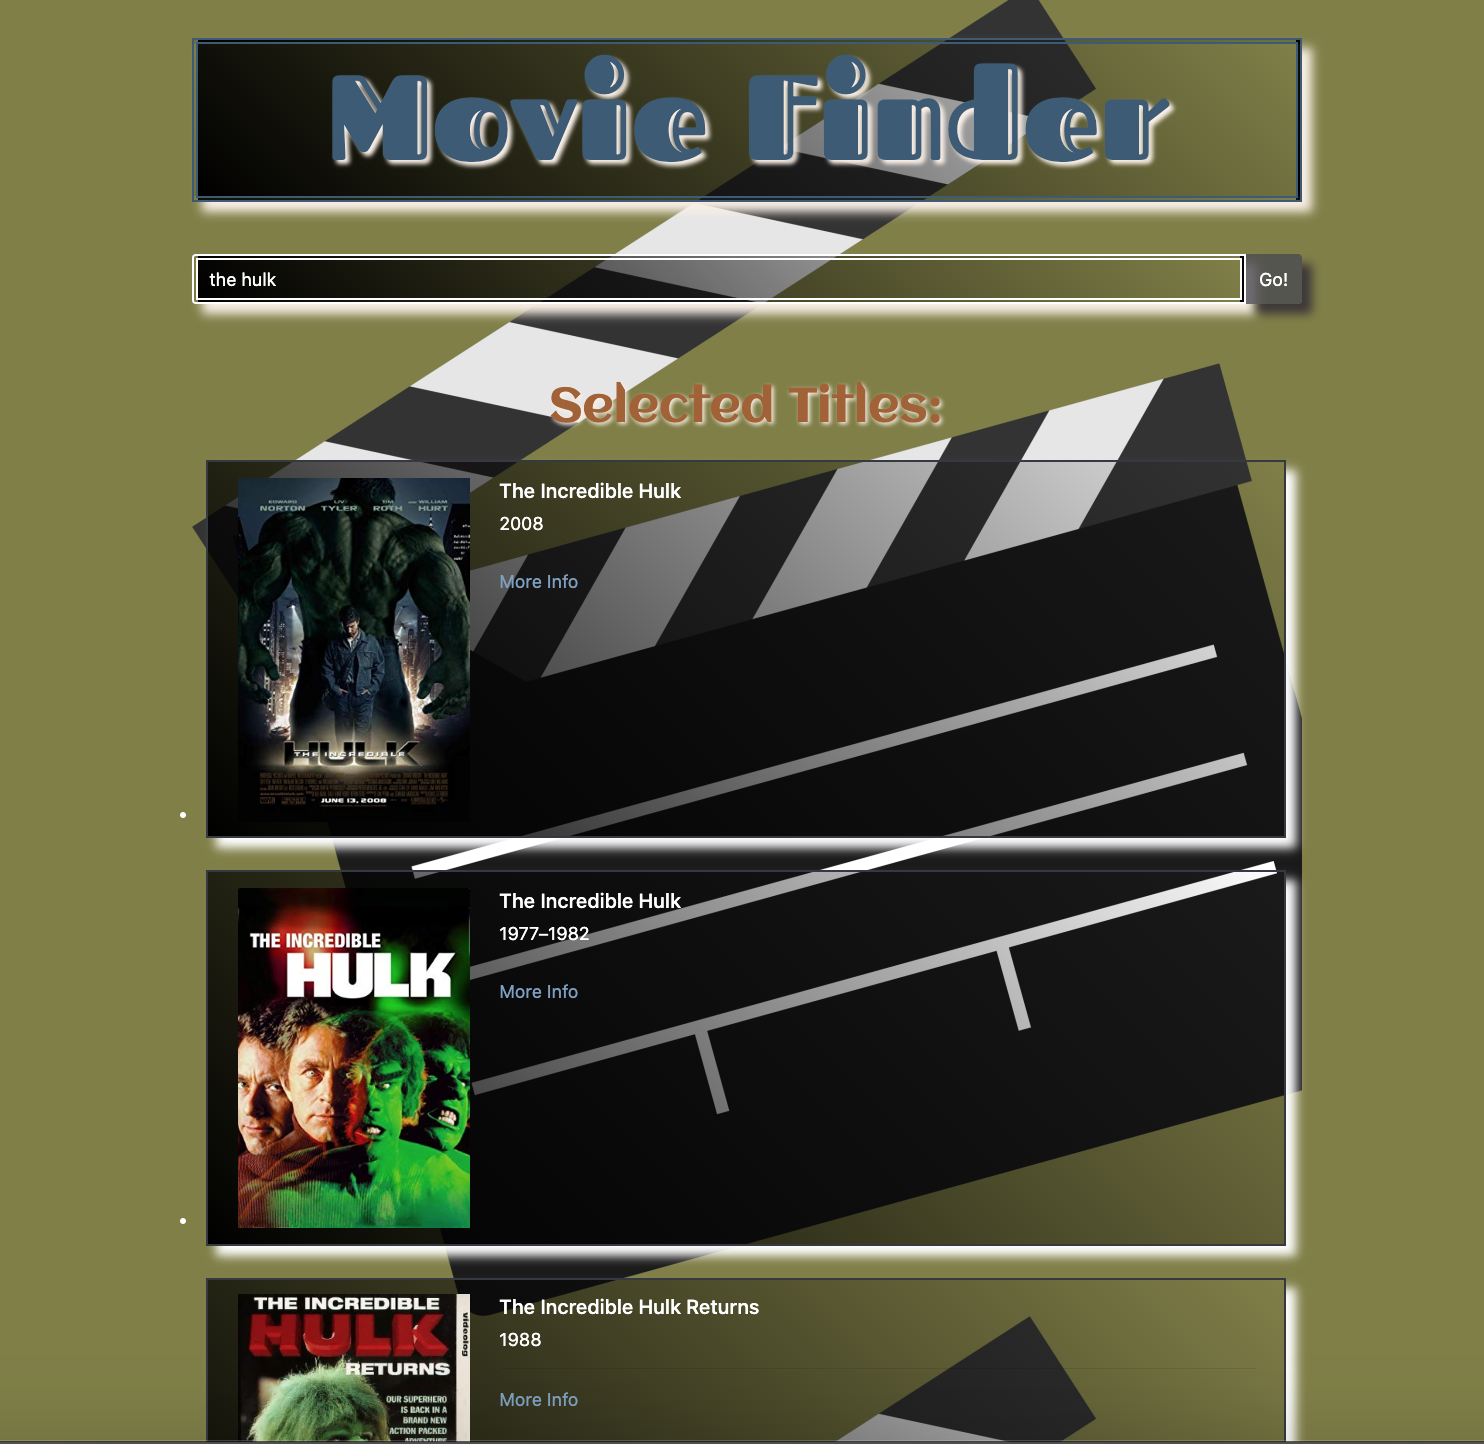 Movie Finder
the hulk
Go!
Selected Titles:
EDWARD NORTON
LIV TYLER
TIM ROTH
AND WILLIAM HURT
THE INCREDIBLE
HULK
JUNE 13, 2008
The Incredible Hulk
2008
More Info
THE INCREDIBLE
HULK
The Incredible Hulk
1977–1982
More Info
THE INCREDIBLE
HULK
RETURNS
videolog
OUR SUPERHERO
IS BACK IN A
BRAND NEW
ACTION PACKED
ADVENTURE
The Incredible Hulk Returns
1988
More Info